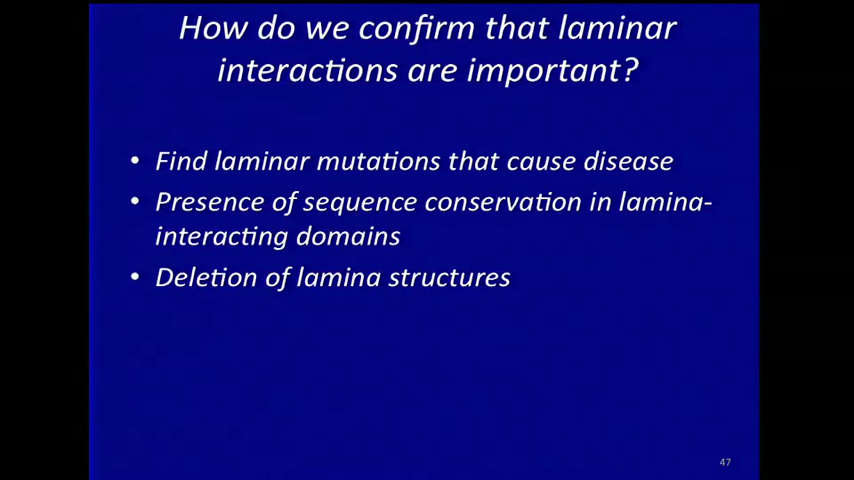 How do we confirm that laminar
interactions are important?
• Find laminar mutations that cause disease
• Presence of sequence conservation in lamina-
interacting domains
• Deletion of lamina structures
47